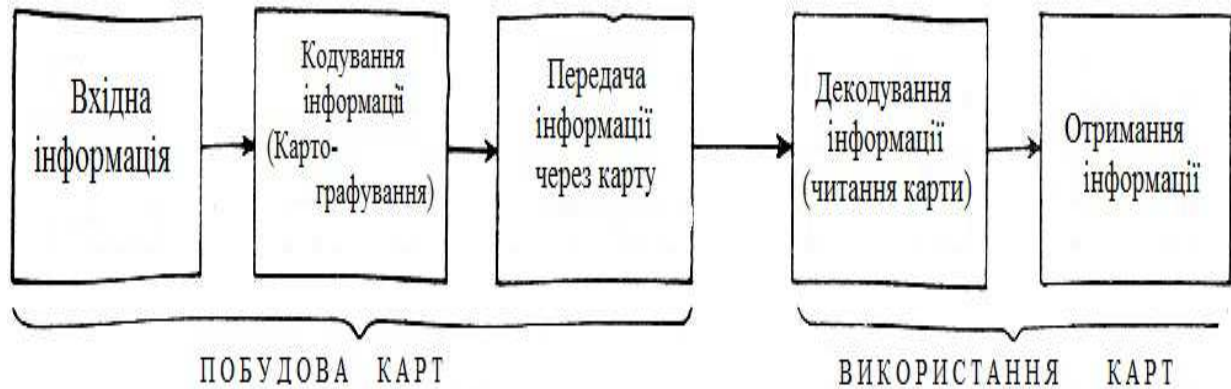 Вхідна
інформація
Кодування
інформації
(Карто-
графування)
Передача
інформації
через карту
Декодування
інформації
(читання карти)
Отримання
інформації
ПОБУДОВА КАРТ
ВИКОРИСТАННЯ КАРТ